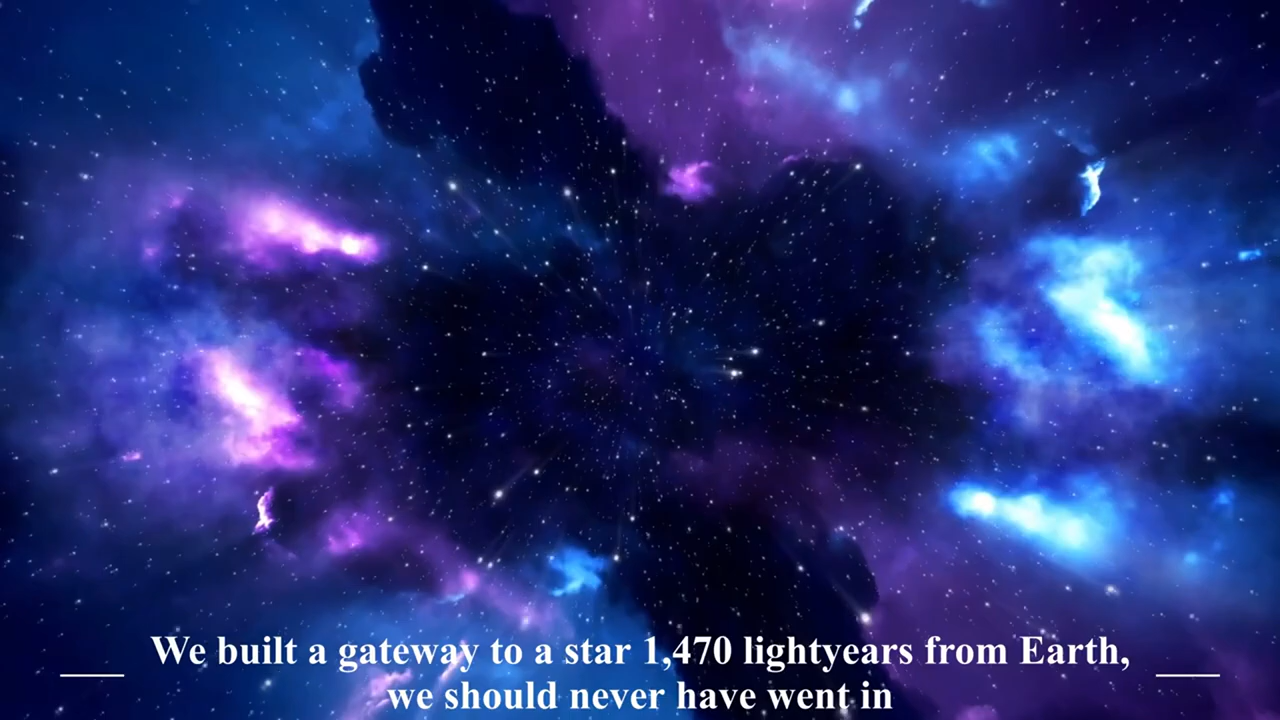 We built a gateway to a star 1,470 lightyears from Earth,
we should never have went in